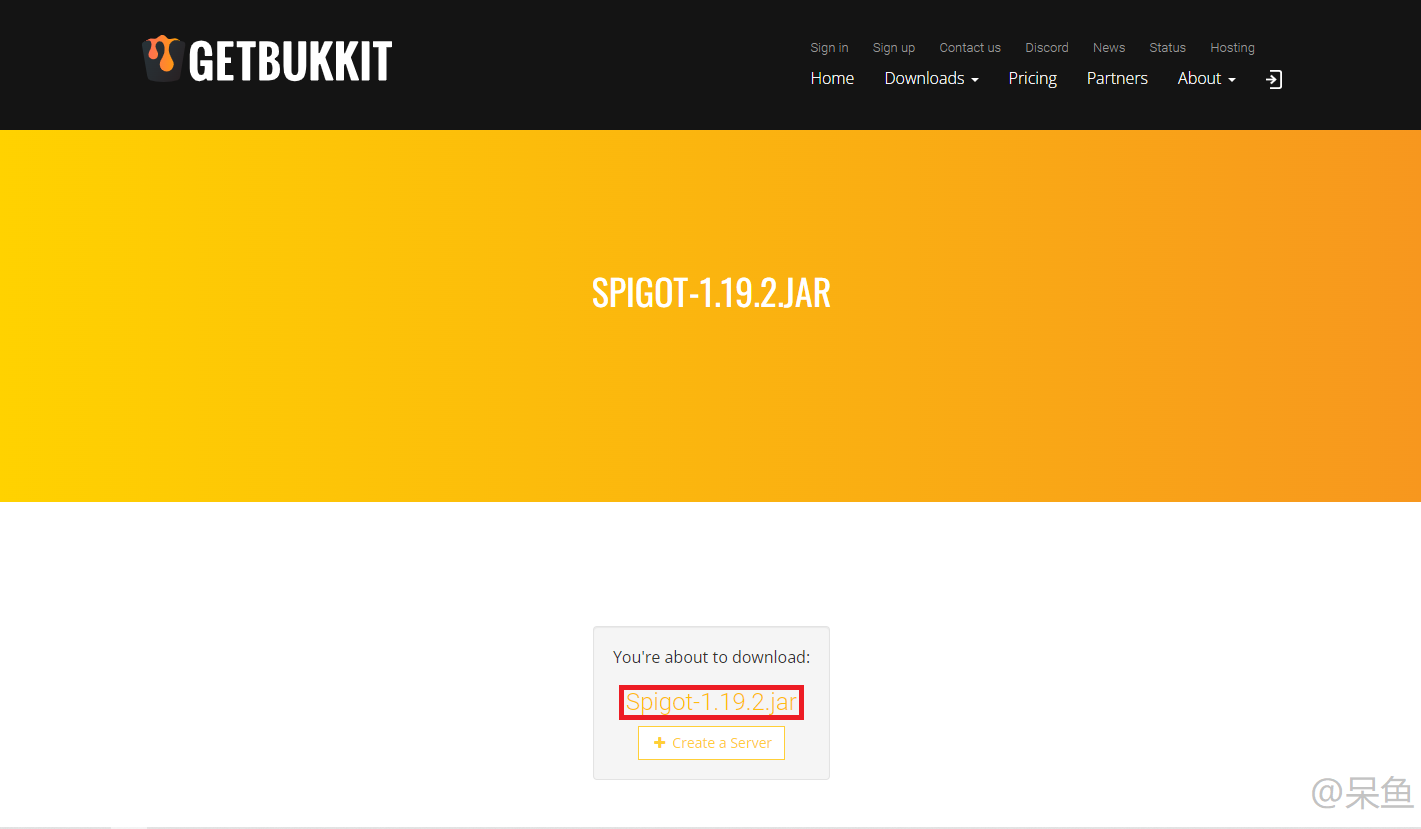 GETBUKKIT
Sign in Sign up Contact us Discord News Status Hosting
Home Downloads Pricing Partners About
SPIGOT-1.19.2.JAR
You're about to download:
Spigot-1.19.2.jar
Create a Server
@呆鱼